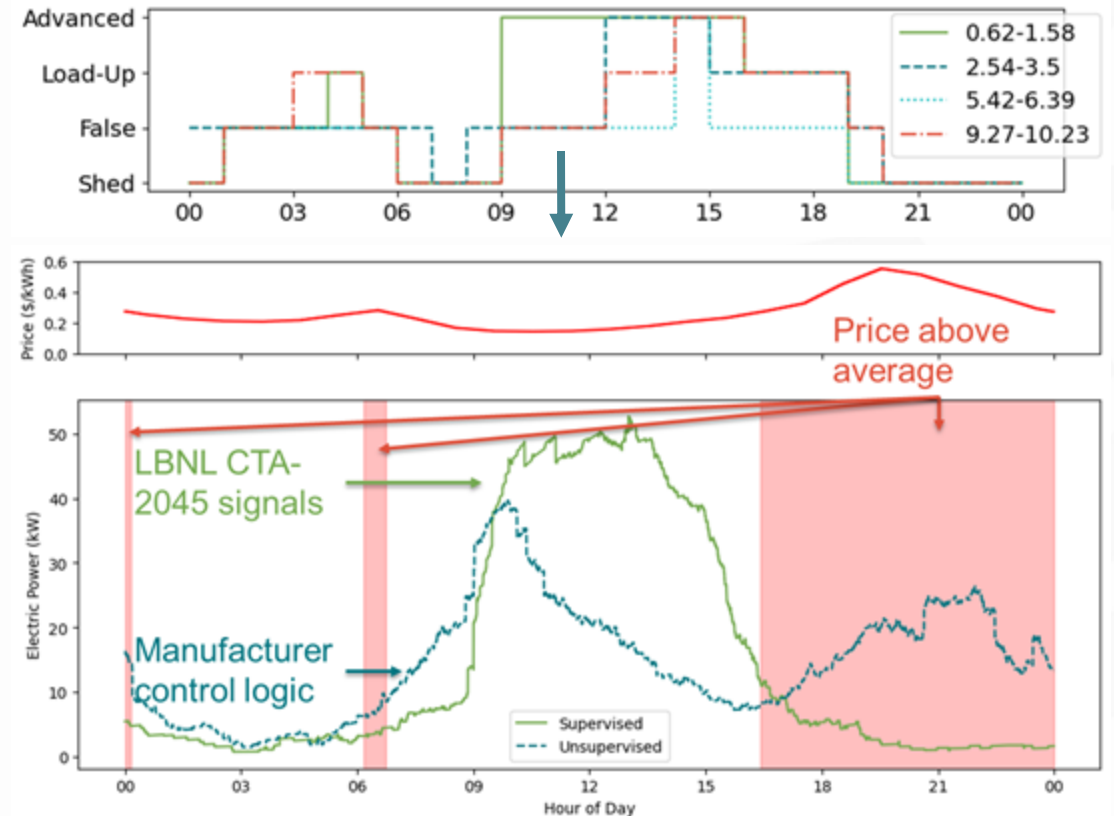 Advanced
Load-Up
False
Shed
0.62-1.58
2.54-3.5
5.42-6.39
9.27-10.23
00 03 06 09 12 15 18 21 00
Price ($/kWh)
0.6
0.4
0.2
0.0
Price above
average
Electric Power (kW)
50
40
30
20
10
0
LBNL CTA-
2045 signals
Manufacturer
control logic
Supervised
Unsupervised
00 03 06 09 12 15 18 21 00
Hour of Day